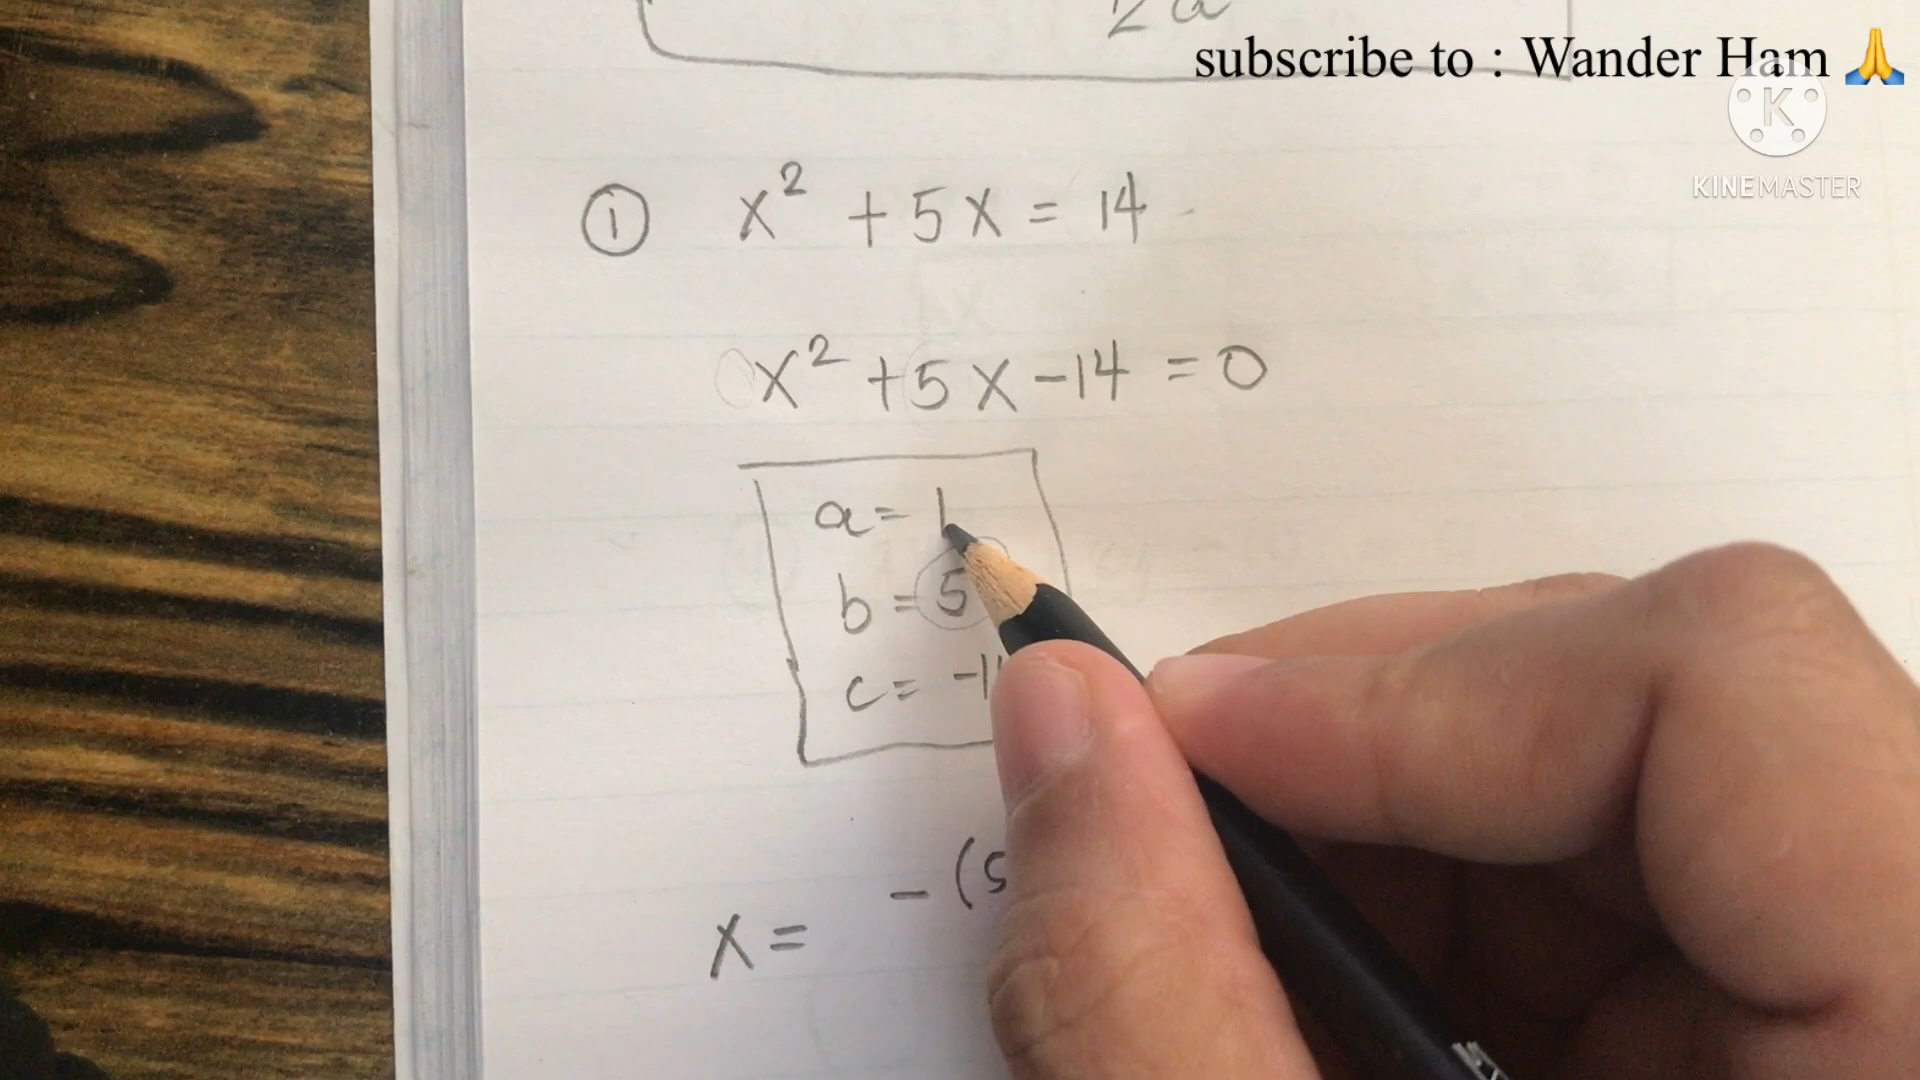 2a
subscribe to : Wander Ham 🙏
K
KINEMASTER
① x² + 5x = 14
x² + 5x - 14 = 0
a = 1
b = 5
c = -1
x = - (5